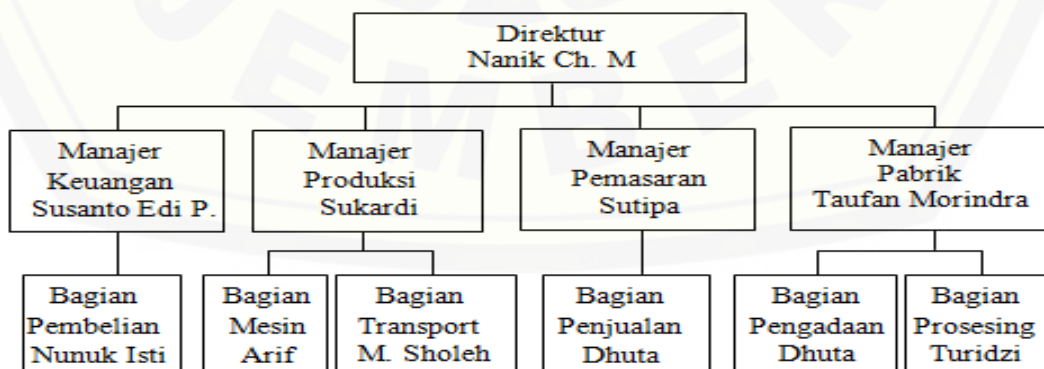 Direktur
Nanik Ch. M
Manajer
Keuangan
Susanto Edi P.
Manajer
Produksi
Sukardi
Manajer
Pemasaran
Sutipa
Manajer
Pabrik
Taufan Morindra
Bagian
Pembelian
Nunuk Isti
Bagian
Mesin
Arif
Bagian
Transport
M. Sholeh
Bagian
Penjualan
Dhuta
Bagian
Pengadaan
Dhuta
Bagian
Prosesing
Turidzi